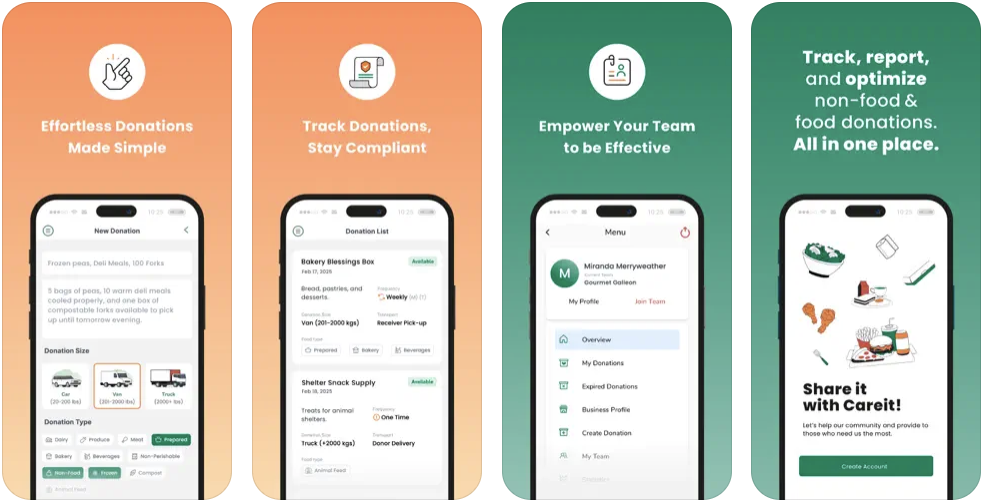 Effortless Donations
Made Simple
10:25
New Donation
Frozen peas, Deli Meals, 100 Forks
5 bags of peas, 10 warm deli meals
cooled properly, and one box of
compostable forks available to pick
up until tomorrow evening.
Donation Size
Car
(20-200 lbs)
Van
(201-2000 lbs)
Truck
(2000+ lbs)
Donation Type
Dairy
Produce
Meat
Prepared
Bakery
Beverages
Non-Perishable
Non-Food
Frozen
Compost
Animal Feed
Track Donations,
Stay Compliant
10:25
Donation List
Bakery Blessings Box
Available
Feb 17, 2025
Bread, pastries, and
desserts.
Frequency
Weekly (M) (T)
Donation Size
Van (201-2000 kgs)
Transport
Receiver Pick-up
Food type
Prepared
Bakery
Beverages
Shelter Snack Supply
Available
Feb 18, 2025
Treats for animal
shelters.
Frequency
One Time
Donation Size
Truck (+2000 kgs)
Transport
Donor Delivery
Food type
Animal Feed
Empower Your Team
to be Effective
10:25
Menu
M
Miranda Merryweather
Current Team
Gourmet Galleon
My Profile
Join Team
Overview
My Donations
Expired Donations
Business Profile
Create Donation
My Team
Track, report,
and optimize
non-food &
food donations.
All in one place.
10:25
Share it
with Careit!
Let's help our community and provide to
those who need us the most.
Create Account